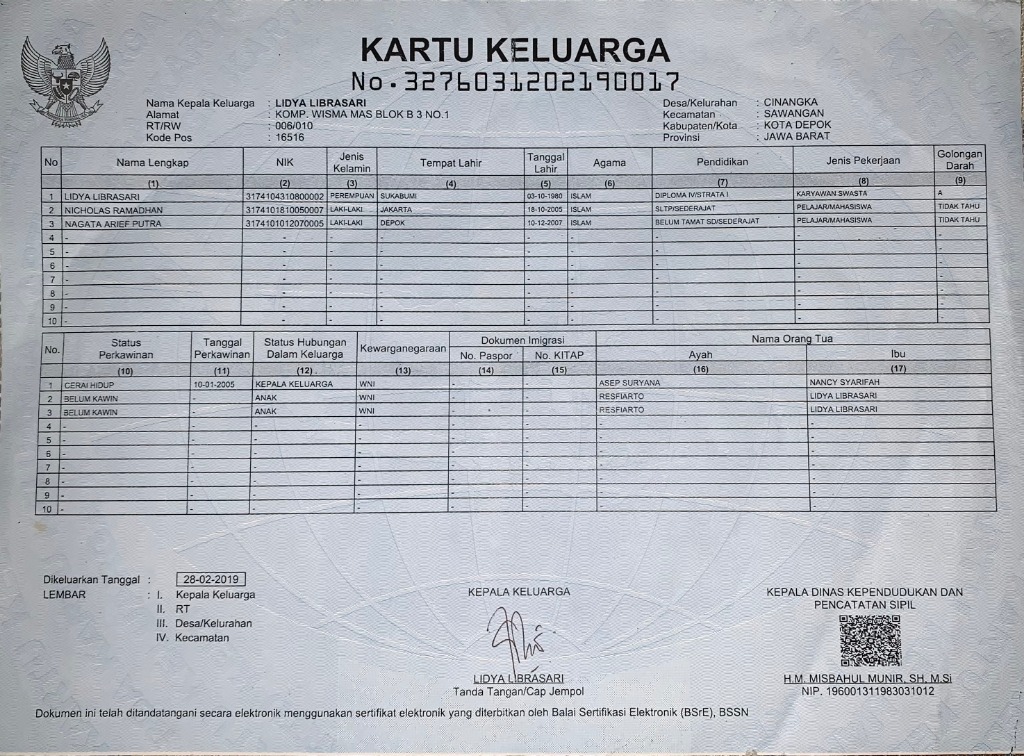 KARTU KELUARGA
No. 3276031202190017
Nama Kepala Keluarga : LIDYA LIBRASARI
Alamat : KOMP. WISMA MAS BLOK B 3 NO.1
RT/RW : 006/010
Kode Pos : 16516
Desa/Kelurahan : CINANGKA
Kecamatan : SAWANGAN
Kabupaten/Kota : KOTA DEPOK
Provinsi : JAWA BARAT
No Nama Lengkap NIK Jenis Kelamin Tempat Lahir Tanggal Lahir Agama Pendidikan Jenis Pekerjaan Golongan Darah
(1) (2) (3) (4) (5) (6) (7) (8) (9)
1 LIDYA LIBRASARI 3174104310800002 PEREMPUAN SUKABUMI 03-10-1980 ISLAM DIPLOMA IV/STRATA I KARYAWAN SWASTA A
2 NICHOLAS RAMADHAN 3174101810050007 LAKI-LAKI JAKARTA 18-10-2005 ISLAM SLTP/SEDERAJAT PELAJAR/MAHASISWA TIDAK TAHU
3 NAGATA ARIEF PUTRA 3174101012070005 LAKI-LAKI DEPOK 10-12-2007 ISLAM BELUM TAMAT SD/SEDERAJAT PELAJAR/MAHASISWA TIDAK TAHU
4 - - - - - - - -
5 - - - - - - - -
6 - - - - - - - -
7 - - - - - - - -
8 - - - - - - - -
9 - - - - - - - -
10 - - - - - - - -
No. Status Perkawinan Tanggal Perkawinan Status Hubungan Dalam Keluarga Kewarganegaraan Dokumen Imigrasi Nama Orang Tua
No. Paspor No. KITAP Ayah Ibu
(10) (11) (12) (13) (14) (15) (16) (17)
1 CERAI HIDUP 10-01-2005 KEPALA KELUARGA WNI - - ASEP SURYANA NANCY SYARIFAH
2 BELUM KAWIN - ANAK WNI - - RESFIARTO LIDYA LIBRASARI
3 BELUM KAWIN - ANAK WNI - - RESFIARTO LIDYA LIBRASARI
4 - - - - - - - -
5 - - - - - - - -
6 - - - - - - - -
7 - - - - - - - -
8 - - - - - - - -
9 - - - - - - - -
10 - - - - - - - -
Dikeluarkan Tanggal : 28-02-2019
LEMBAR : I. Kepala Keluarga
II. RT
III. Desa/Kelurahan
IV. Kecamatan
KEPALA KELUARGA
LIDYA LIBRASARI
Tanda Tangan/Cap Jempol
KEPALA DINAS KEPENDUDUKAN DAN
PENCATATAN SIPIL
H.M. MISBAHUL MUNIR, SH, M.Si
NIP. 196001311983031012
Dokumen ini telah ditandatangani secara elektronik menggunakan sertifikat elektronik yang diterbitkan oleh Balai Sertifikasi Elektronik (BSrE), BSSN